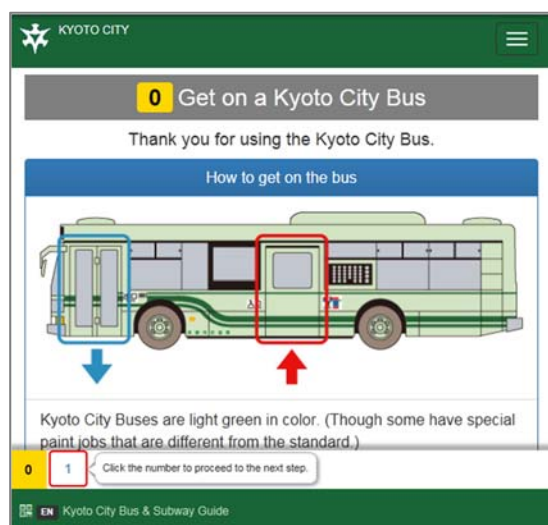 KYOTO CITY
0 Get on a Kyoto City Bus
Thank you for using the Kyoto City Bus.
How to get on the bus
Kyoto City Buses are light green in color. (Though some have special
paint jobs that are different from the standard.)
0 1 Click the number to proceed to the next step.
EN Kyoto City Bus & Subway Guide